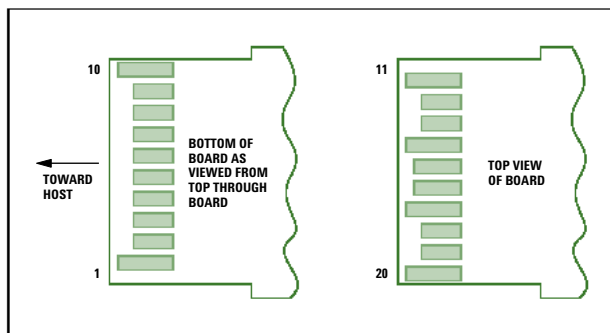 10
1
TOWARD
HOST
BOTTOM OF
BOARD AS
VIEWED FROM
TOP THROUGH
BOARD
11
20
TOP VIEW
OF BOARD